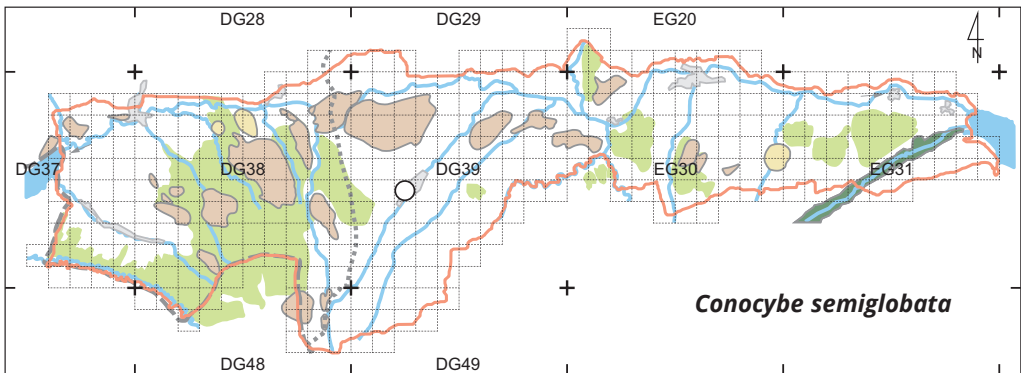 DG28 DG29 EG20
N
DG37 DG38 DG39 EG30 EG31
Conocybe semiglobata
DG48 DG49